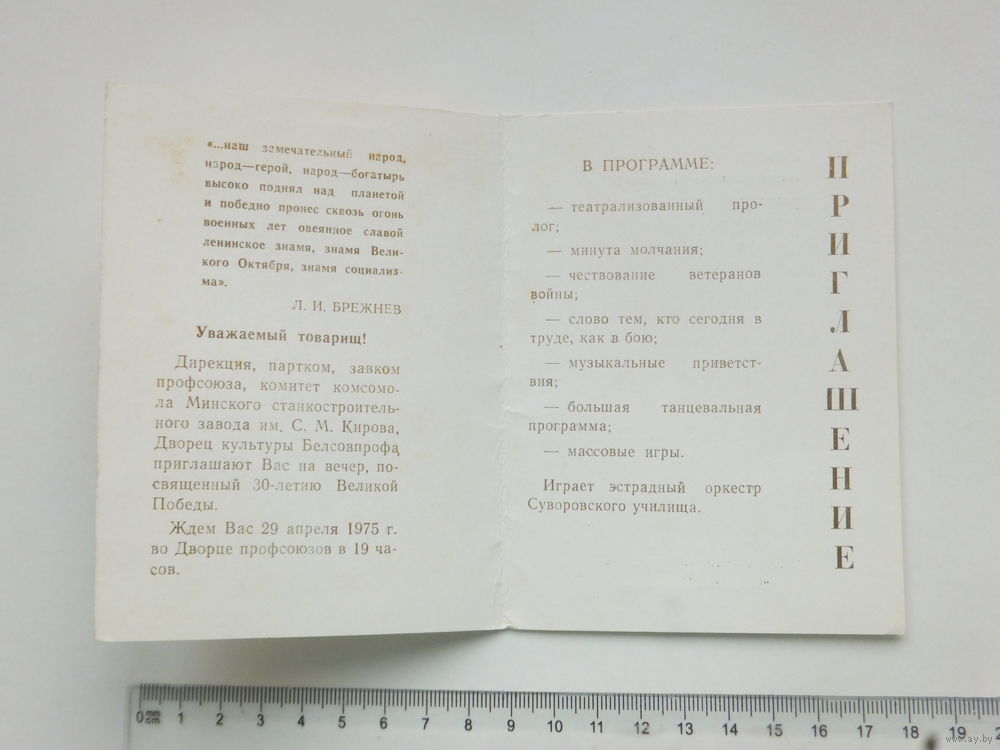 «...наш замечательный народ,
народ—герой, народ—богатырь
высоко поднял над планетой
и победно пронес сквозь огонь
военных лет овеянное славой
ленинское знамя, знамя Вели-
кого Октября, знамя социализ-
ма».
Л. И. БРЕЖНЕВ
Уважаемый товарищ!
Дирекция, партком, завком
профсоюза, комитет комсомо-
ла Минского станкостроитель-
ного завода им. С. М. Кирова,
Дворец культуры Белсовпрофа,
приглашают Вас на вечер, по-
священный 30-летию Великой
Победы.
Ждем Вас 29 апреля 1975 г.
во Дворце профсоюзов в 19 ча-
сов.
В ПРОГРАММЕ:
— театрализованный про-
лог;
— минута молчания;
— чествование ветеранов
войны;
— слово тем, кто сегодня в
труде, как в бою;
— музыкальные приветст-
вия;
— большая танцевальная
программа;
— массовые игры.
Играет эстрадный оркестр
Суворовского училища.
ПРИГЛАШЕНИЕ
0 mm cm 1 2 3 4 5 6 7 8 9 10 11 12 13 14 15 16 17 18 19
www.ay.by